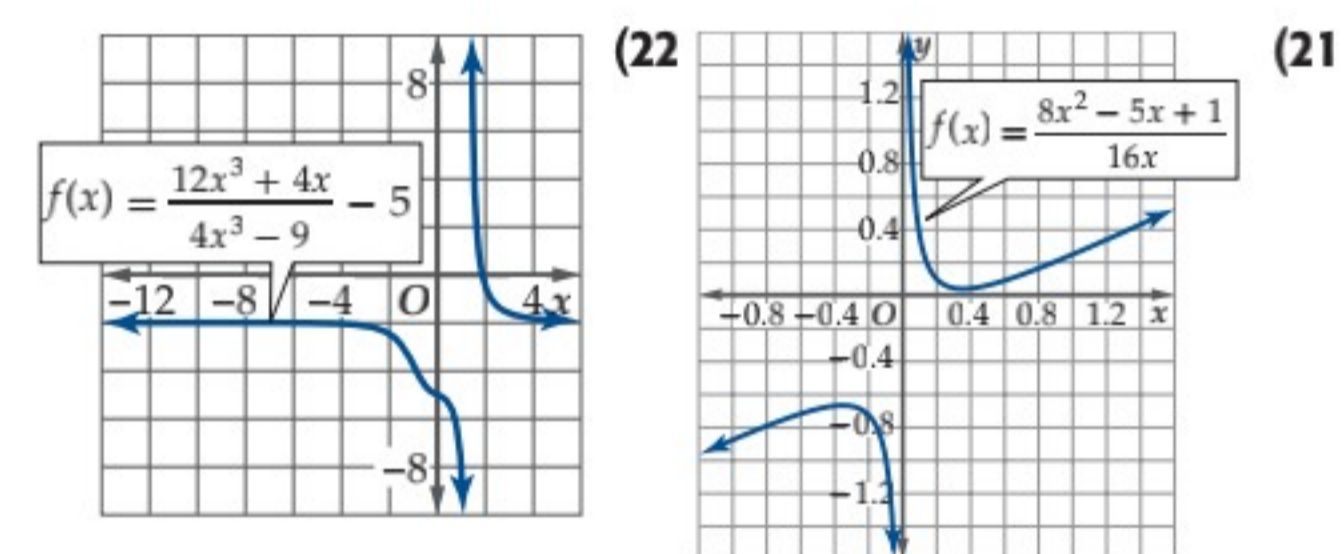 (22
(21
8
f(x) = \frac{12x^3 + 4x}{4x^3 - 9} - 5
-12 -8 -4 O 4 x
-8
y
1.2
f(x) = \frac{8x^2 - 5x + 1}{16x}
0.8
0.4
-0.8 -0.4 O 0.4 0.8 1.2 x
-0.4
-0.8
-1.2